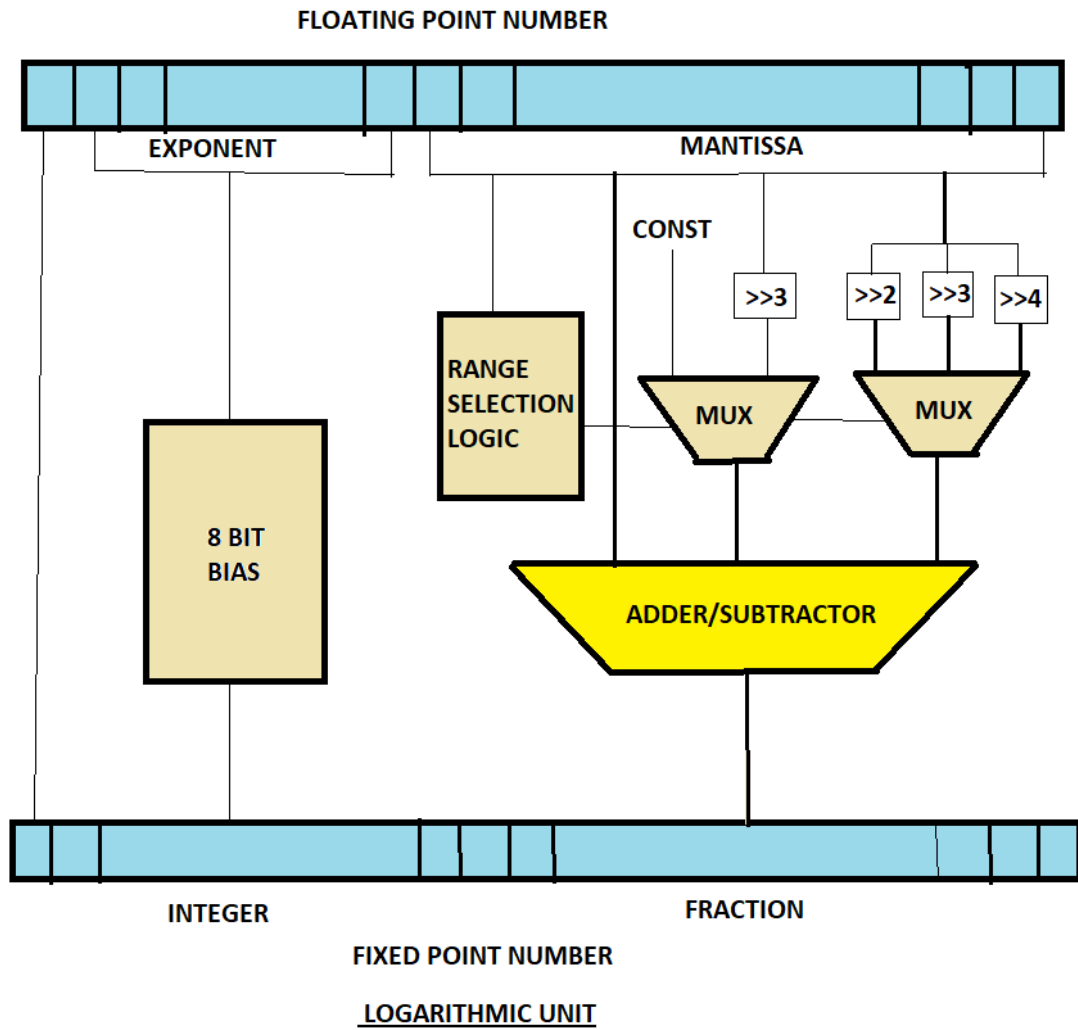 FLOATING POINT NUMBER
EXPONENT
MANTISSA
CONST
>>3
>>2
>>3
>>4
RANGE
SELECTION
LOGIC
MUX
MUX
8 BIT
BIAS
ADDER/SUBTRACTOR
INTEGER
FRACTION
FIXED POINT NUMBER
LOGARITHMIC UNIT